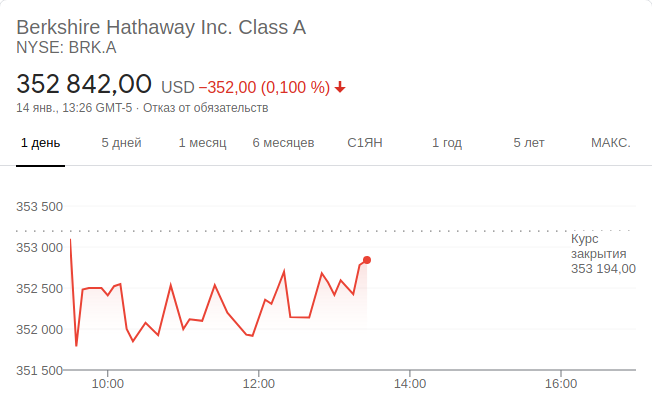 Berkshire Hathaway Inc. Class A
NYSE: BRK.A
352 842,00 USD −352,00 (0,100 %)
14 янв., 13:26 GMT-5 · Отказ от обязательств
1 день 5 дней 1 месяц 6 месяцев С1ЯН 1 год 5 лет МАКС.
353 500
Курс
353 000
закрытия
353 194,00
352 500
352 000
351 500
10:00 12:00 14:00 16:00